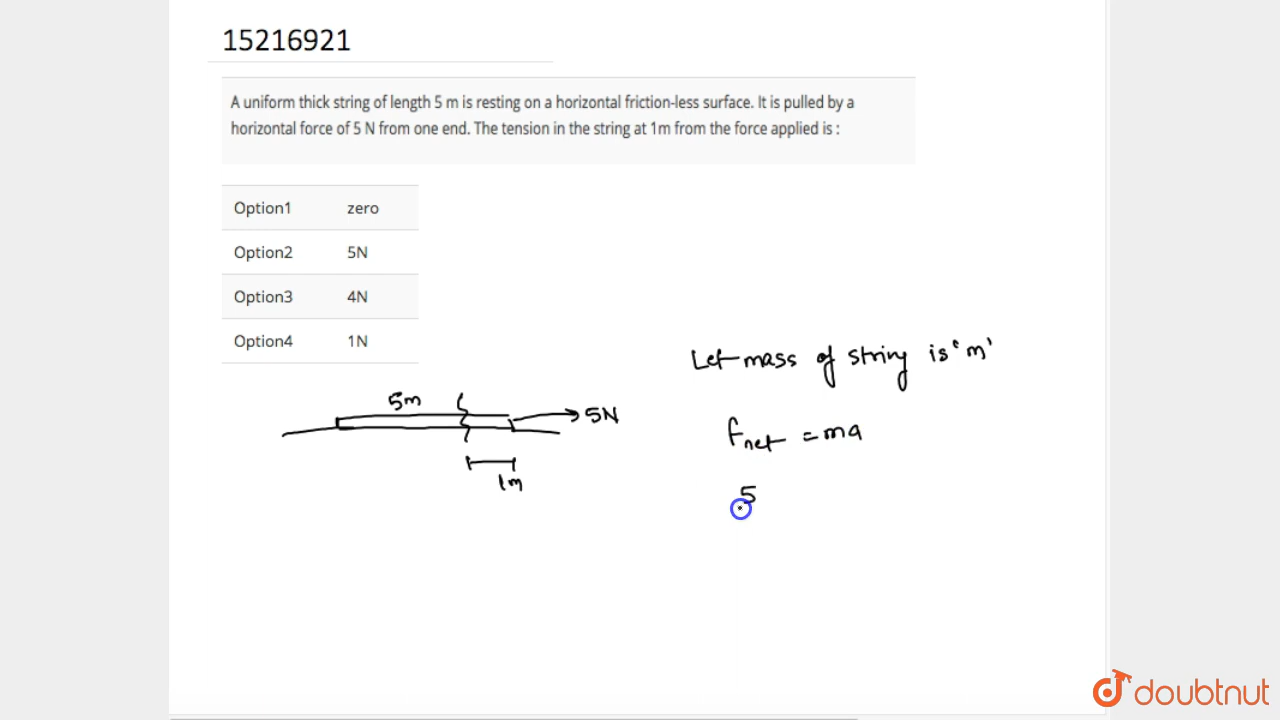 15216921
A uniform thick string of length 5 m is resting on a horizontal friction-less surface. It is pulled by a
horizontal force of 5 N from one end. The tension in the string at 1m from the force applied is :
Option1 zero
Option2 5N
Option3 4N
Option4 1N
Let mass of string is 'm'
5m
5N
fnet = ma
1m
5
doubtnut